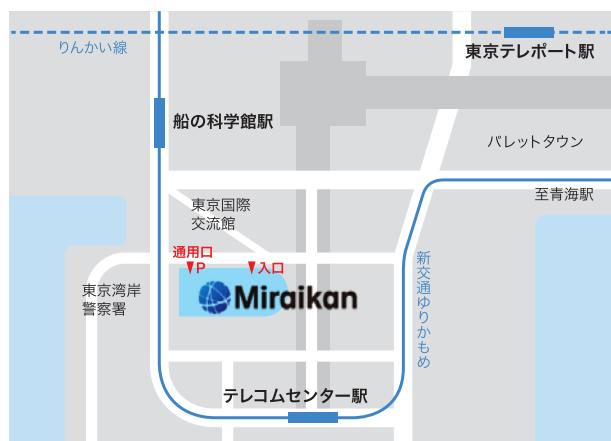 りんかい線
東京テレポート駅
船の科学館駅
パレットタウン
至青海駅
東京国際
交流館
通用口
P
入口
Miraikan
東京湾岸
警察署
新交通ゆりかもめ
テレコムセンター駅